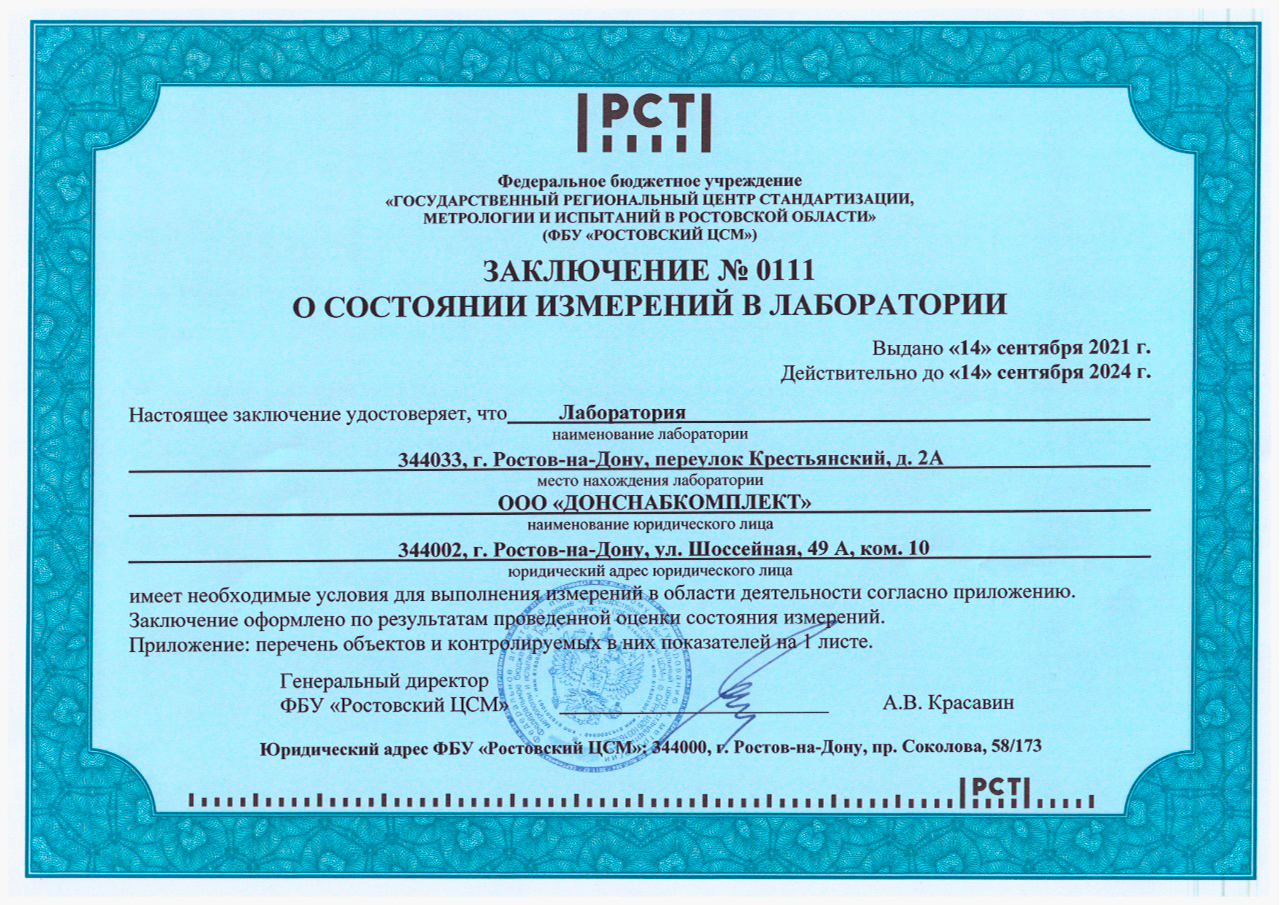 РСТ
Федеральное бюджетное учреждение
«ГОСУДАРСТВЕННЫЙ РЕГИОНАЛЬНЫЙ ЦЕНТР СТАНДАРТИЗАЦИИ,
МЕТРОЛОГИИ И ИСПЫТАНИЙ В РОСТОВСКОЙ ОБЛАСТИ»
(ФБУ «РОСТОВСКИЙ ЦСМ»)
ЗАКЛЮЧЕНИЕ № 0111
О СОСТОЯНИИ ИЗМЕРЕНИЙ В ЛАБОРАТОРИИ
Выдано «14» сентября 2021 г.
Действительно до «14» сентября 2024 г.
Настоящее заключение удостоверяет, что Лаборатория
наименование лаборатории
344033, г. Ростов-на-Дону, переулок Крестьянский, д. 2А
место нахождения лаборатории
ООО «ДОНСНАБКОМПЛЕКТ»
наименование юридического лица
344002, г. Ростов-на-Дону, ул. Шоссейная, 49 А, ком. 10
юридический адрес юридического лица
имеет необходимые условия для выполнения измерений в области деятельности согласно приложению.
Заключение оформлено по результатам проведенной оценки состояния измерений.
Приложение: перечень объектов и контролируемых в них показателей на 1 листе.
Генеральный директор
ФБУ «Ростовский ЦСМ» А.В. Красавин
Юридический адрес ФБУ «Ростовский ЦСМ»: 344000, г. Ростов-на-Дону, пр. Соколова, 58/173
РСТ